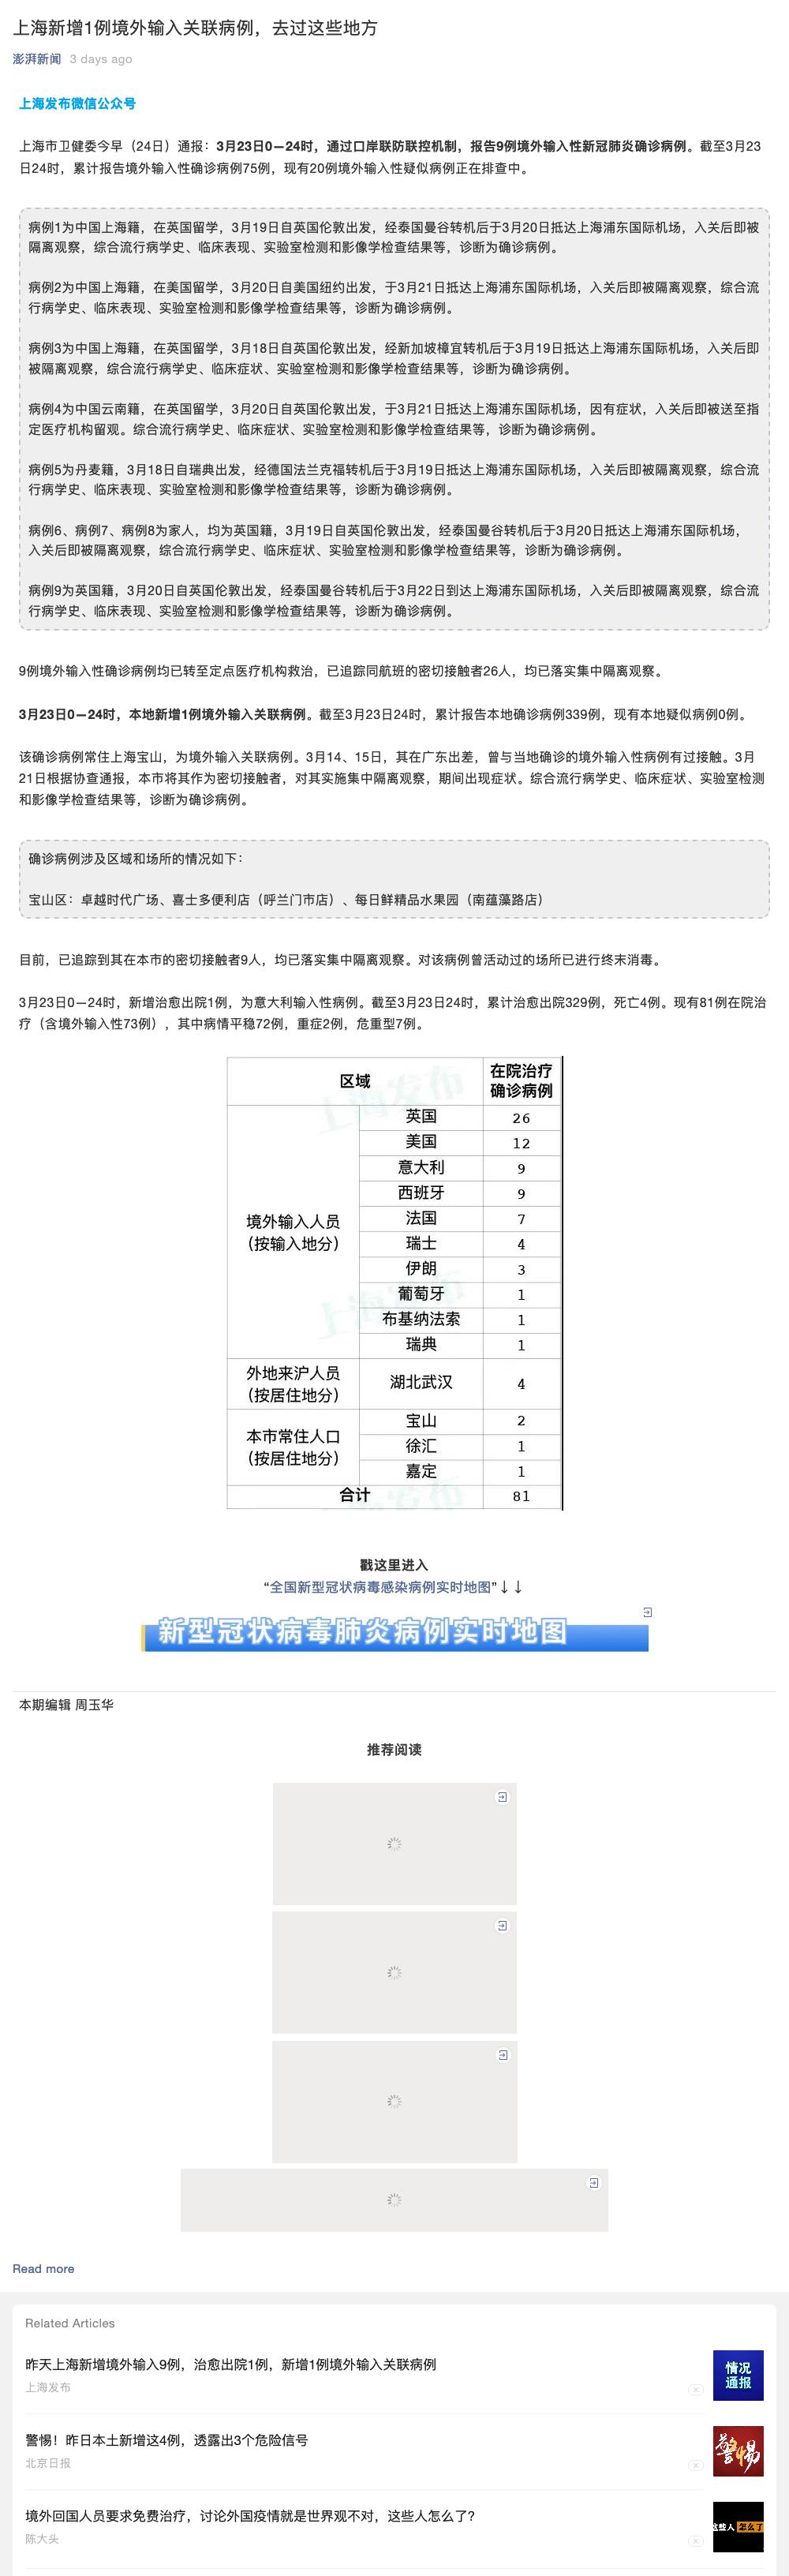 上海新增1例境外输入关联病例，去过这些地方
澎湃新闻 3 days ago
上海发布微信公众号
上海市卫健委今早（24日）通报：3月23日0—24时，通过口岸联防联控机制，报告9例境外输入性新冠肺炎确诊病例。截至3月23
日24时，累计报告境外输入性确诊病例75例，现有20例境外输入性疑似病例正在排查中。
病例1为中国上海籍，在英国留学，3月19日自英国伦敦出发，经泰国曼谷转机后于3月20日抵达上海浦东国际机场，入关后即被
隔离观察，综合流行病学史、临床表现、实验室检测和影像学检查结果等，诊断为确诊病例。
病例2为中国上海籍，在美国留学，3月20日自美国纽约出发，于3月21日抵达上海浦东国际机场，入关后即被隔离观察，综合流
行病学史、临床表现、实验室检测和影像学检查结果等，诊断为确诊病例。
病例3为中国上海籍，在英国留学，3月18日自英国伦敦出发，经新加坡樟宜转机后于3月19日抵达上海浦东国际机场，入关后即
被隔离观察，综合流行病学史、临床症状、实验室检测和影像学检查结果等，诊断为确诊病例。
病例4为中国云南籍，在英国留学，3月20日自英国伦敦出发，于3月21日抵达上海浦东国际机场，因有症状，入关后即被送至指
定医疗机构留观。综合流行病学史、临床症状、实验室检测和影像学检查结果等，诊断为确诊病例。
病例5为丹麦籍，3月18日自瑞典出发，经德国法兰克福转机后于3月19日抵达上海浦东国际机场，入关后即被隔离观察，综合流
行病学史、临床表现、实验室检测和影像学检查结果等，诊断为确诊病例。
病例6、病例7、病例8为家人，均为英国籍，3月19日自英国伦敦出发，经泰国曼谷转机后于3月20日抵达上海浦东国际机场，
入关后即被隔离观察，综合流行病学史、临床症状、实验室检测和影像学检查结果等，诊断为确诊病例。
病例9为英国籍，3月20日自英国伦敦出发，经泰国曼谷转机后于3月22日到达上海浦东国际机场，入关后即被隔离观察，综合流
行病学史、临床表现、实验室检测和影像学检查结果等，诊断为确诊病例。
9例境外输入性确诊病例均已转至定点医疗机构救治，已追踪同航班的密切接触者26人，均已落实集中隔离观察。
3月23日0—24时，本地新增1例境外输入关联病例。截至3月23日24时，累计报告本地确诊病例339例，现有本地疑似病例0例。
该确诊病例常住上海宝山，为境外输入关联病例。3月14、15日，其在广东出差，曾与当地确诊的境外输入性病例有过接触。3月
21日根据协查通报，本市将其作为密切接触者，对其实施集中隔离观察，期间出现症状。综合流行病学史、临床症状、实验室检测
和影像学检查结果等，诊断为确诊病例。
确诊病例涉及区域和场所的情况如下：
宝山区：卓越时代广场、喜士多便利店（呼兰门市店）、每日鲜精品水果园（南蕴藻路店）
目前，已追踪到其在本市的密切接触者9人，均已落实集中隔离观察。对该病例曾活动过的场所已进行终末消毒。
3月23日0—24时，新增治愈出院1例，为意大利输入性病例。截至3月23日24时，累计治愈出院329例，死亡4例。现有81例在院治
疗（含境外输入性73例），其中病情平稳72例，重症2例，危重型7例。
区域 在院治疗
确诊病例
境外输入人员
（按输入地分）
英国 26
美国 12
意大利 9
西班牙 9
法国 7
瑞士 4
伊朗 3
葡萄牙 1
布基纳法索 1
瑞典 1
外地来沪人员
（按居住地分）
湖北武汉 4
本市常住人口
（按居住地分）
宝山 2
徐汇 1
嘉定 1
合计 81
上海发布
上海发布
发布
戳这里进入
“全国新型冠状病毒感染病例实时地图”↓↓
新型冠状病毒肺炎病例实时地图
本期编辑 周玉华
推荐阅读
Read more
Related Articles
昨天上海新增境外输入9例，治愈出院1例，新增1例境外输入关联病例
上海发布
情况
通报
警惕！昨日本土新增这4例，透露出3个危险信号
北京日报
警惕
境外回国人员要求免费治疗，讨论外国疫情就是世界观不对，这些人怎么了?
陈大头
这些人 怎么了